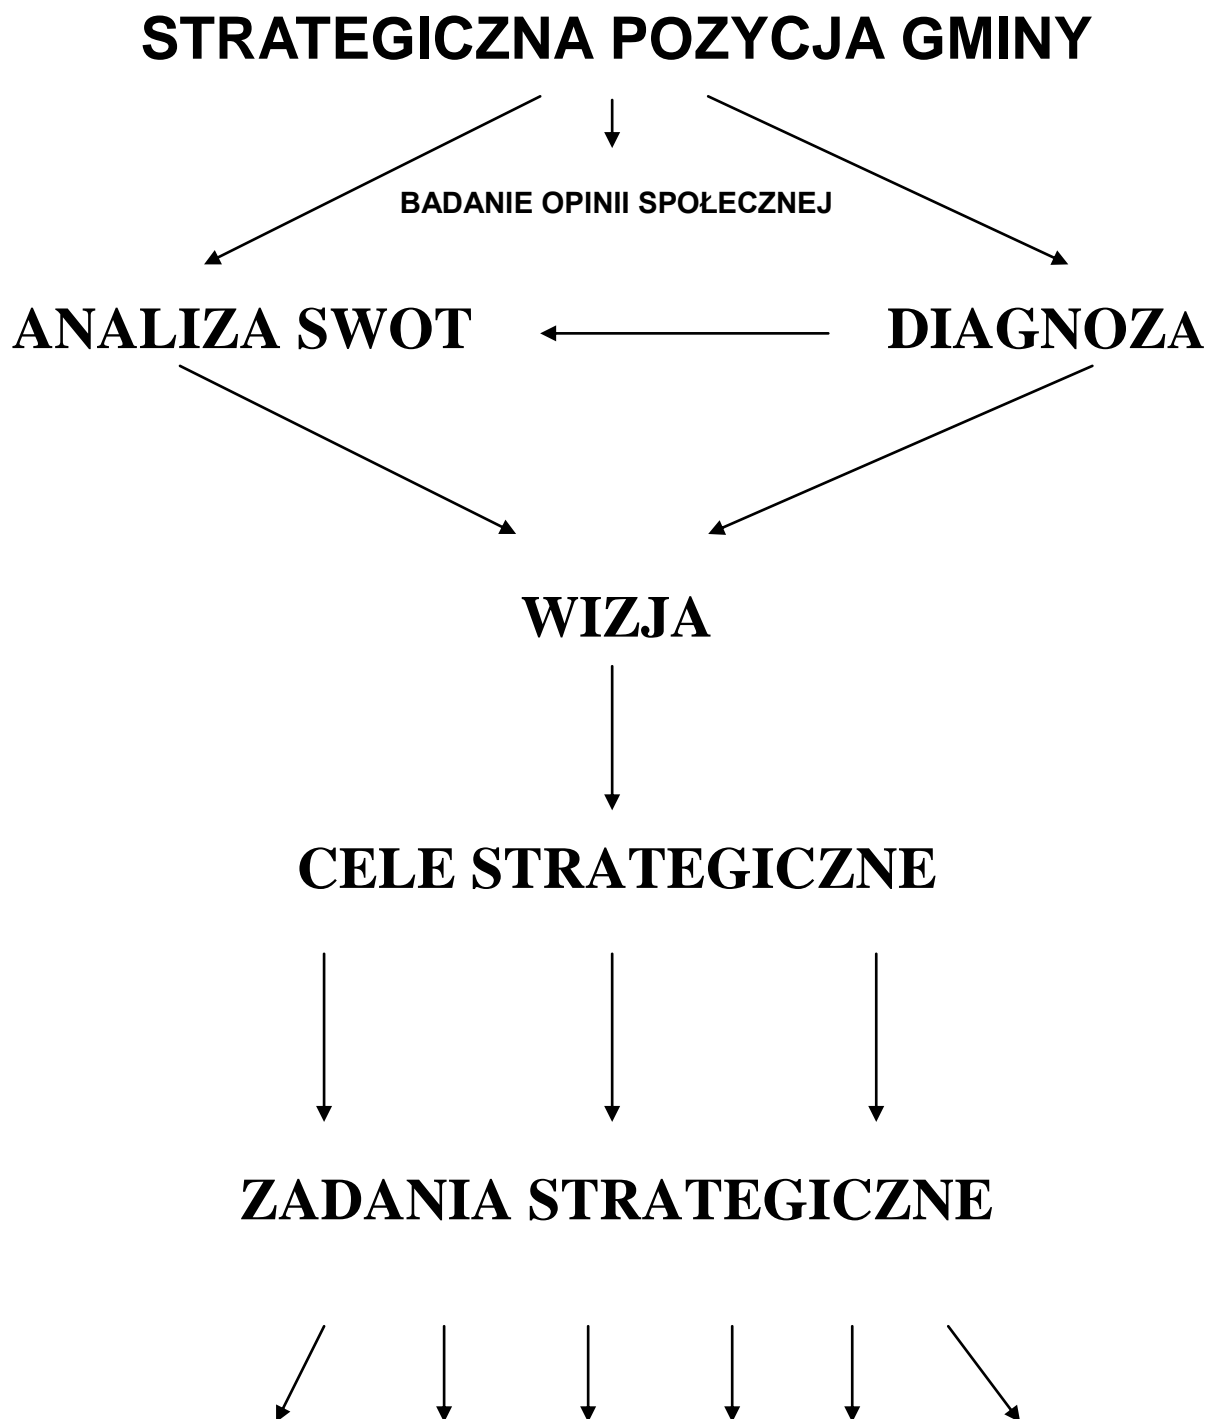 STRATEGICZNA POZYCJA GMINY
BADANIE OPINII SPOŁECZNEJ
ANALIZA SWOT
DIAGNOZA
WIZJA
CELE STRATEGICZNE
ZADANIA STRATEGICZNE